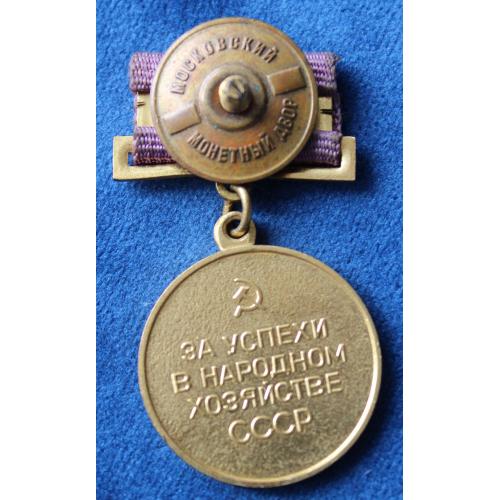 МОСКОВСКИЙ
МОНЕТНЫЙ ДВОР
ЗА УСПЕХИ
В НАРОДНОМ
ХОЗЯЙСТВЕ
СССР